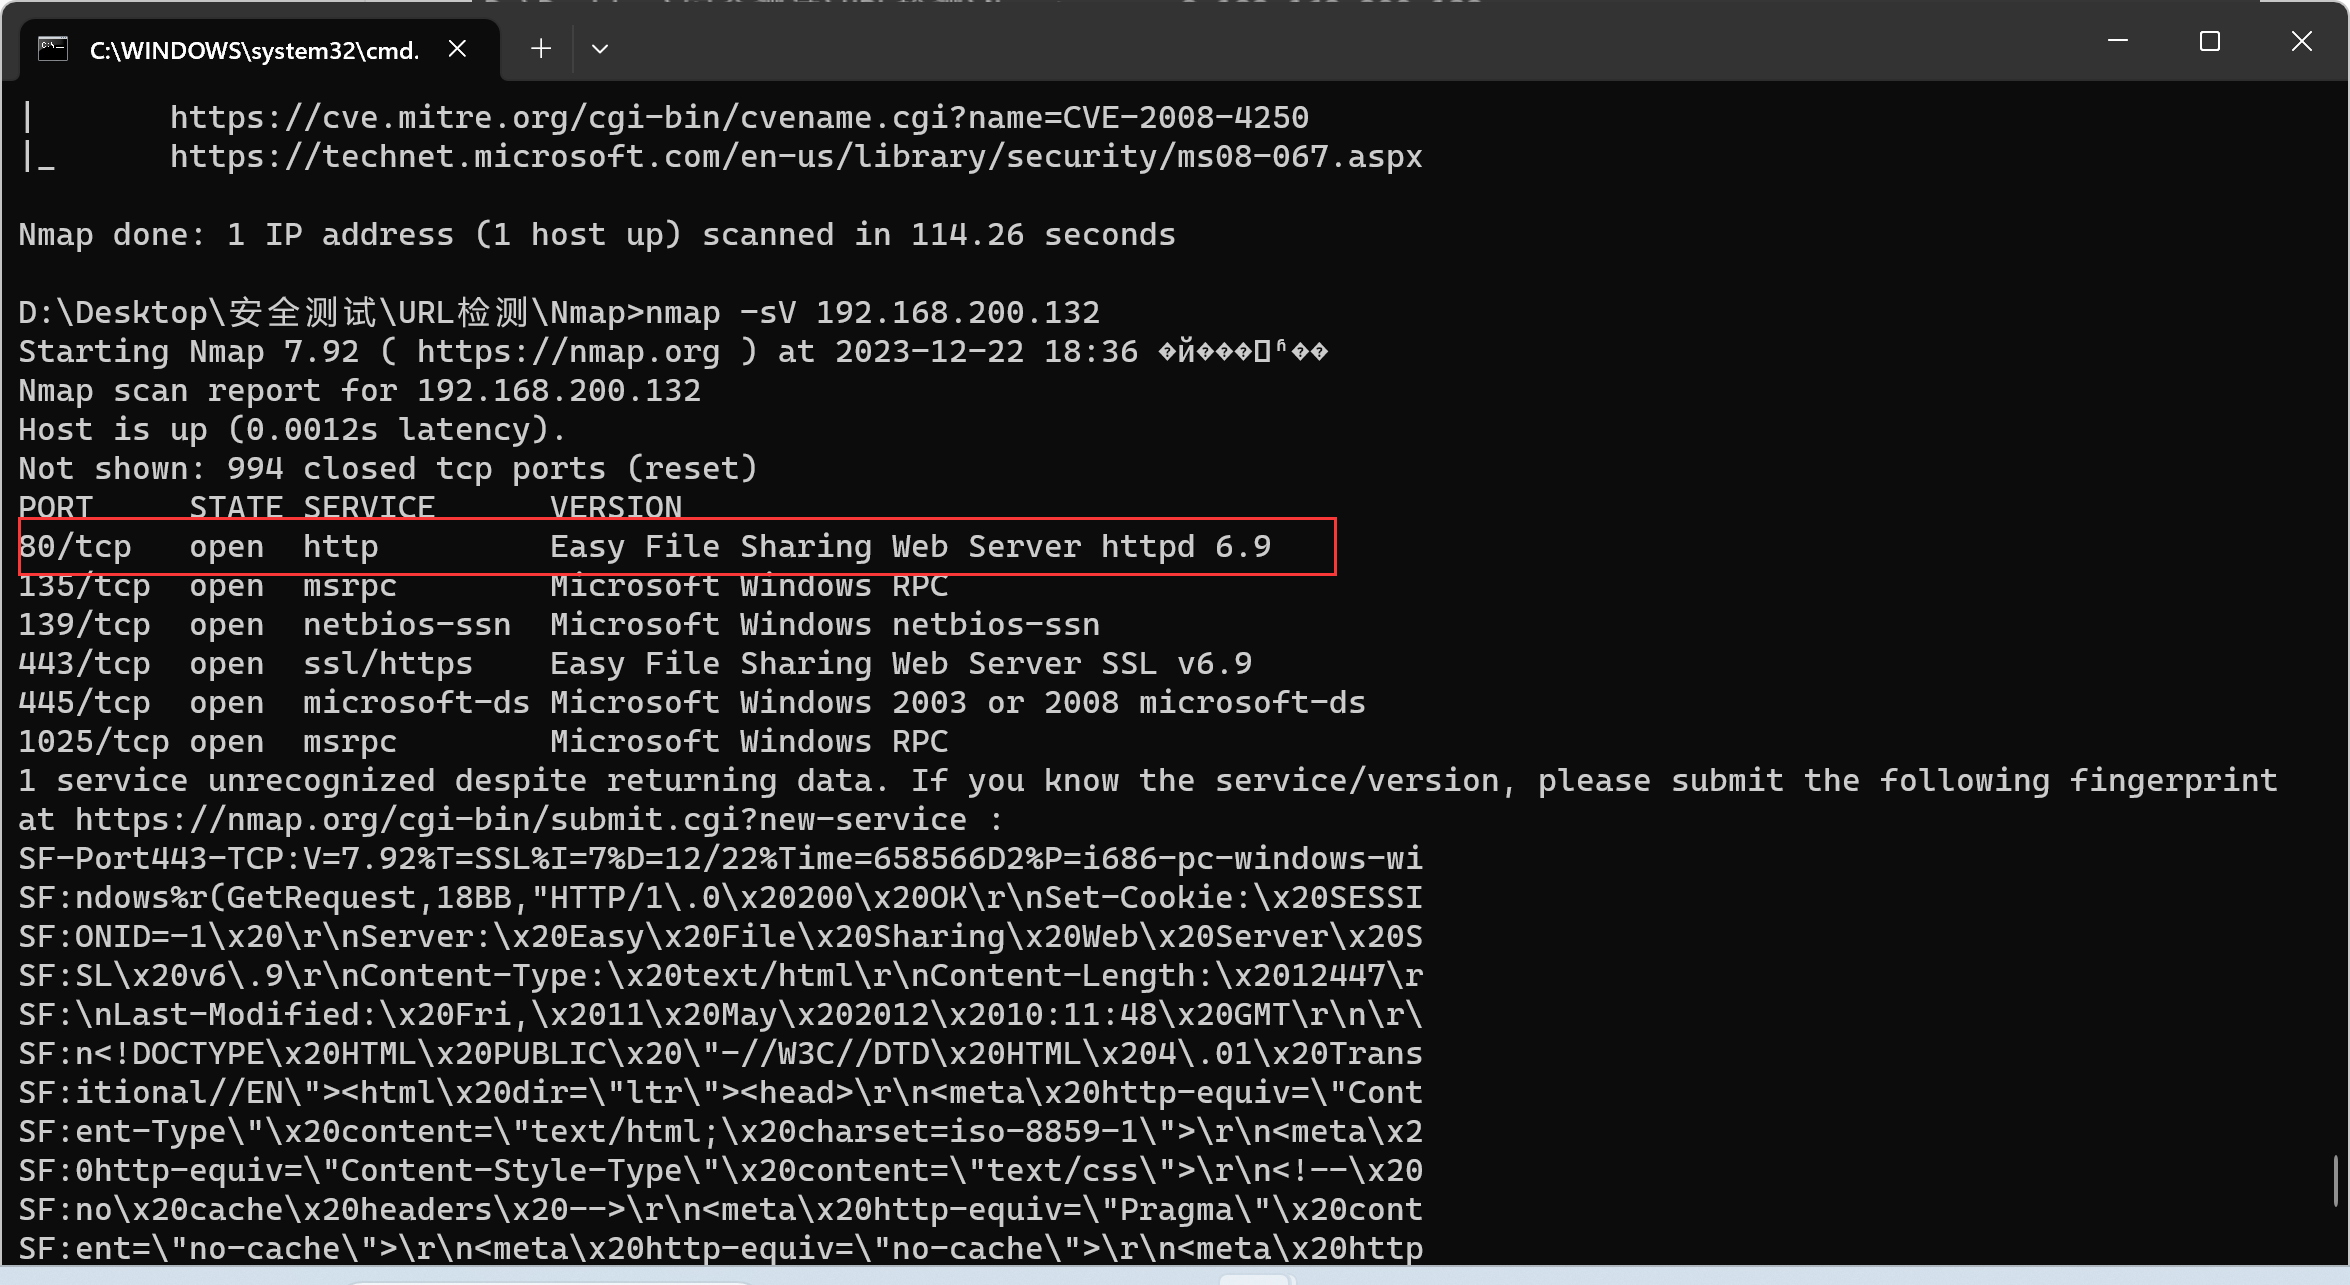 C:\WINDOWS\system32\cmd.
|       https://cve.mitre.org/cgi-bin/cvename.cgi?name=CVE-2008-4250
|_      https://technet.microsoft.com/en-us/library/security/ms08-067.aspx
Nmap done: 1 IP address (1 host up) scanned in 114.26 seconds
D:\Desktop\安全测试\URL检测\Nmap>nmap -sV 192.168.200.132
Starting Nmap 7.92 ( https://nmap.org ) at 2023-12-22 18:36
Nmap scan report for 192.168.200.132
Host is up (0.0012s latency).
Not shown: 994 closed tcp ports (reset)
PORT     STATE SERVICE      VERSION
80/tcp   open  http         Easy File Sharing Web Server httpd 6.9
135/tcp  open  msrpc        Microsoft Windows RPC
139/tcp  open  netbios-ssn  Microsoft Windows netbios-ssn
443/tcp  open  ssl/https    Easy File Sharing Web Server SSL v6.9
445/tcp  open  microsoft-ds Microsoft Windows 2003 or 2008 microsoft-ds
1025/tcp open  msrpc        Microsoft Windows RPC
1 service unrecognized despite returning data. If you know the service/version, please submit the following fingerprint
at https://nmap.org/cgi-bin/submit.cgi?new-service :
SF-Port443-TCP:V=7.92%T=SSL%I=7%D=12/22%Time=658566D2%P=i686-pc-windows-wi
SF:ndows%r(GetRequest,18BB,"HTTP/1\.0\x20200\x20OK\r\nSet-Cookie:\x20SESSI
SF:ONID=-1\x20\r\nServer:\x20Easy\x20File\x20Sharing\x20Web\x20Server\x20S
SF:SL\x20v6\.9\r\nContent-Type:\x20text/html\r\nContent-Length:\x2012447\r
SF:\nLast-Modified:\x20Fri,\x2011\x20May\x202012\x2010:11:48\x20GMT\r\n\r\
SF:n<!DOCTYPE\x20HTML\x20PUBLIC\x20\"-//W3C//DTD\x20HTML\x204\.01\x20Trans
SF:itional//EN\"><html\x20dir=\"ltr\"><head>\r\n<meta\x20http-equiv=\"Cont
SF:ent-Type\"\x20content=\"text/html;\x20charset=iso-8859-1\">\r\n<meta\x2
SF:0http-equiv=\"Content-Style-Type\"\x20content=\"text/css\">\r\n<!--\x20
SF:no\x20cache\x20headers\x20-->\r\n<meta\x20http-equiv=\"Pragma\"\x20cont
SF:ent=\"no-cache\">\r\n<meta\x20http-equiv=\"no-cache\">\r\n<meta\x20http